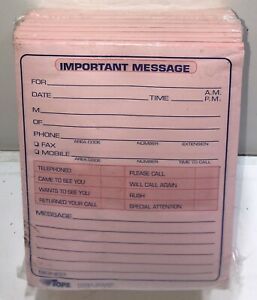 IMPORTANT MESSAGE
FOR
DATE TIME A.M. P.M.
M
OF
PHONE
AREA CODE NUMBER EXTENSION
FAX
MOBILE
AREA CODE NUMBER TIME TO CALL
TELEPHONED PLEASE CALL
CAME TO SEE YOU WILL CALL AGAIN
WANTS TO SEE YOU RUSH
RETURNED YOUR CALL SPECIAL ATTENTION
MESSAGE
SIGNED
TOPS